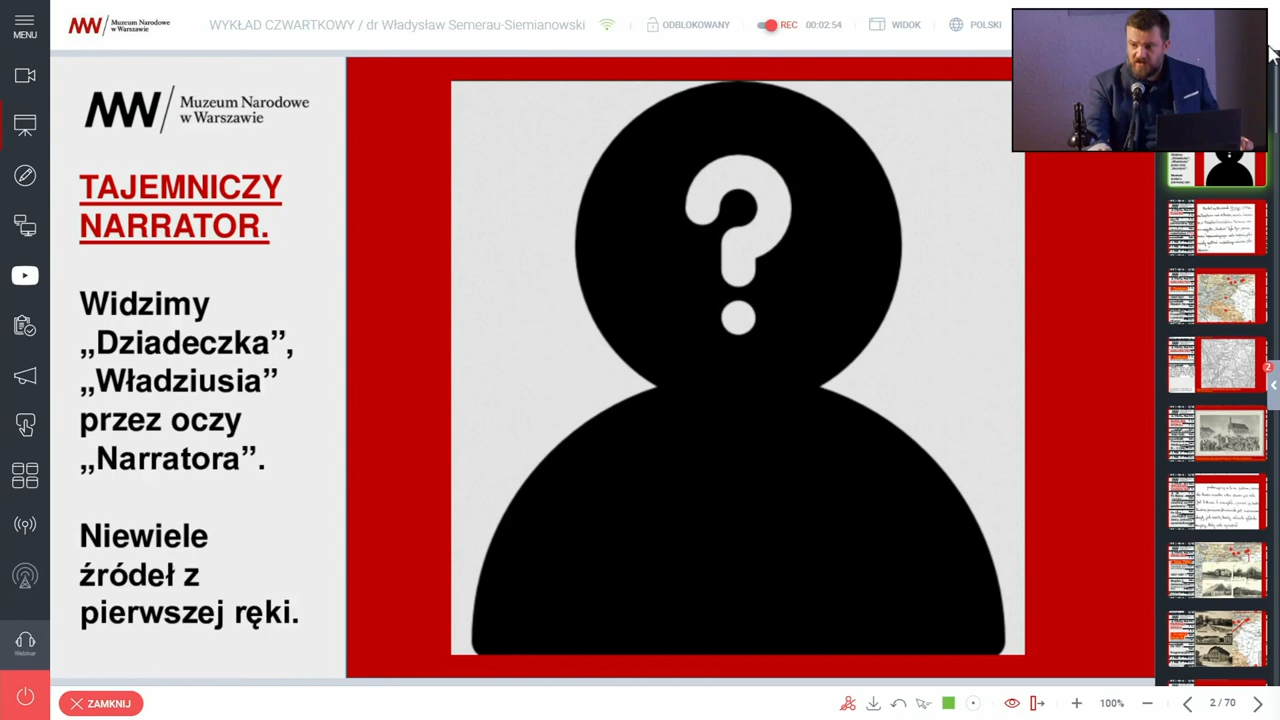 MENU
Muzeum Narodowe
w Warszawie
WYKŁAD CZWARTKOWY / dr Władysław Semerau-Siemianowski
ODBLOKOWANY
REC 00:02:54
WIDOK
POLSKI
Muzeum Narodowe
w Warszawie
TAJEMNICZY
NARRATOR.
Widzimy
„Dziadeczka”,
„Władziusia”
przez oczy
„Narratora”.
Niewiele
źródeł z
pierwszej ręki.
?
2
Webinar
ZAMKNIJ
100%
2 / 70